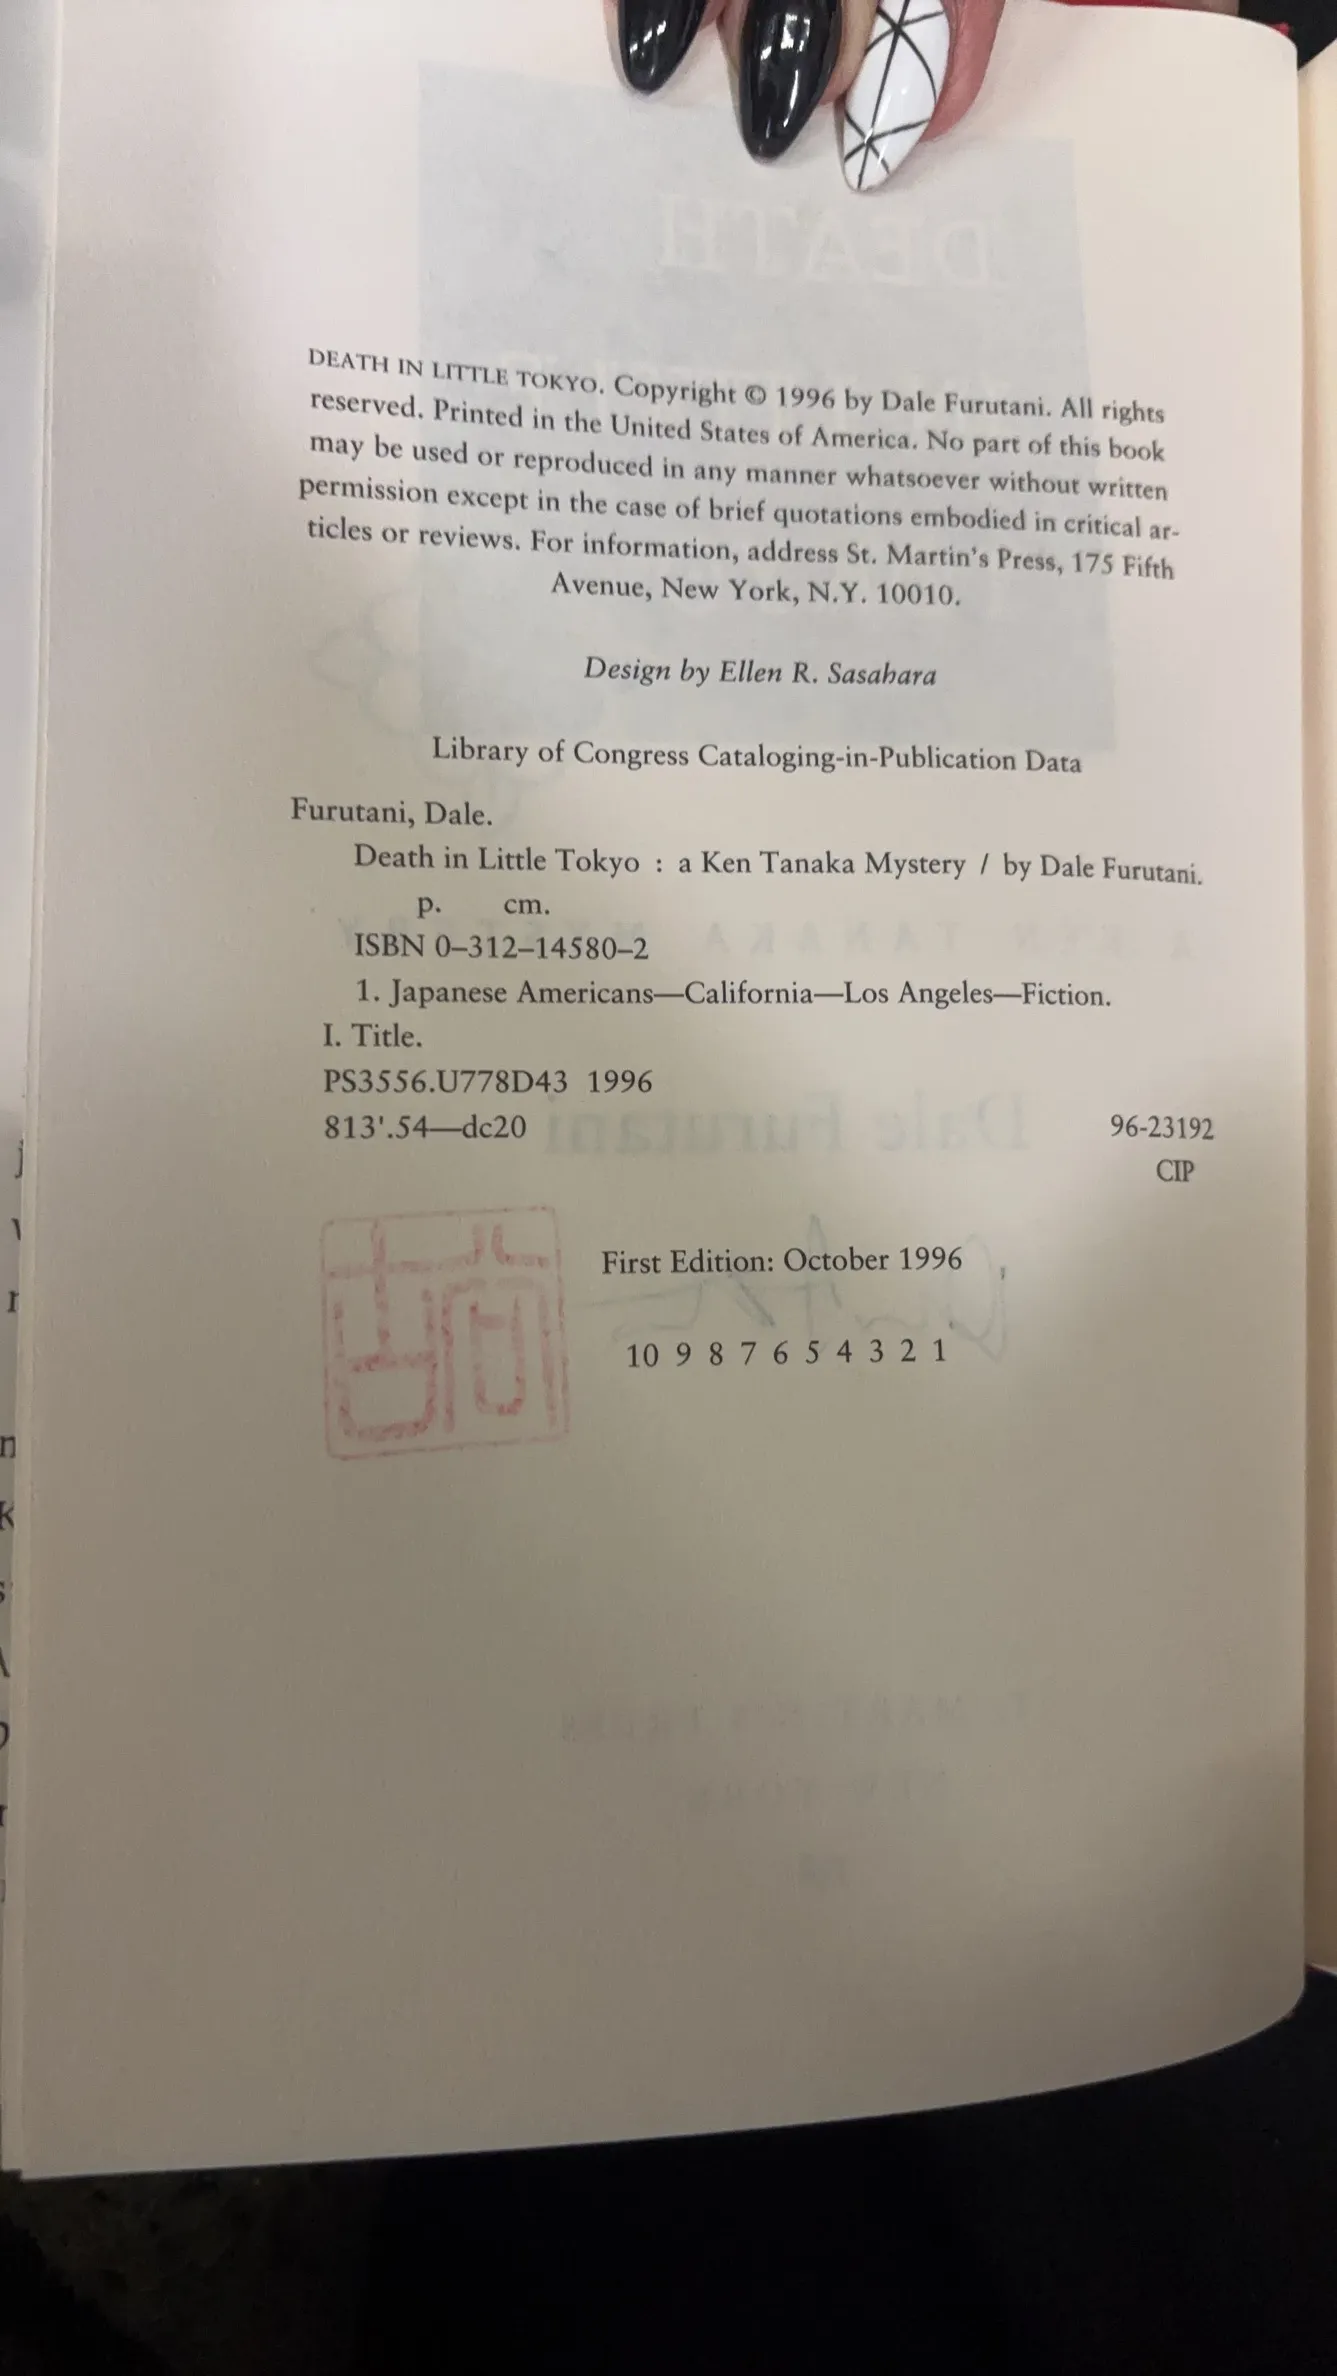 DEATH IN LITTLE TOKYO. Copyright © 1996 by Dale Furutani. All rights
reserved. Printed in the United States of America. No part of this book
may be used or reproduced in any manner whatsoever without written
permission except in the case of brief quotations embodied in critical ar-
ticles or reviews. For information, address St. Martin's Press, 175 Fifth
Avenue, New York, N.Y. 10010.
Design by Ellen R. Sasahara
Library of Congress Cataloging-in-Publication Data
Furutani, Dale.
Death in Little Tokyo : a Ken Tanaka Mystery / by Dale Furutani.
p. cm.
ISBN 0–312–14580–2
1. Japanese Americans—California—Los Angeles—Fiction.
I. Title.
PS3556.U778D43 1996
813'.54—dc20 96-23192
CIP
First Edition: October 1996
10 9 8 7 6 5 4 3 2 1